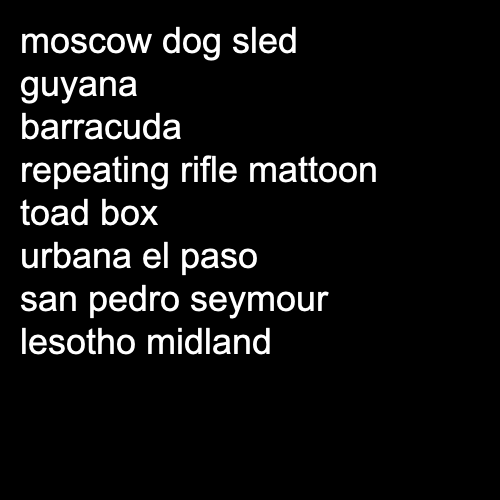 moscow dog sled
guyana
barracuda
repeating rifle mattoon
toad box
urbana el paso
san pedro seymour
lesotho midland